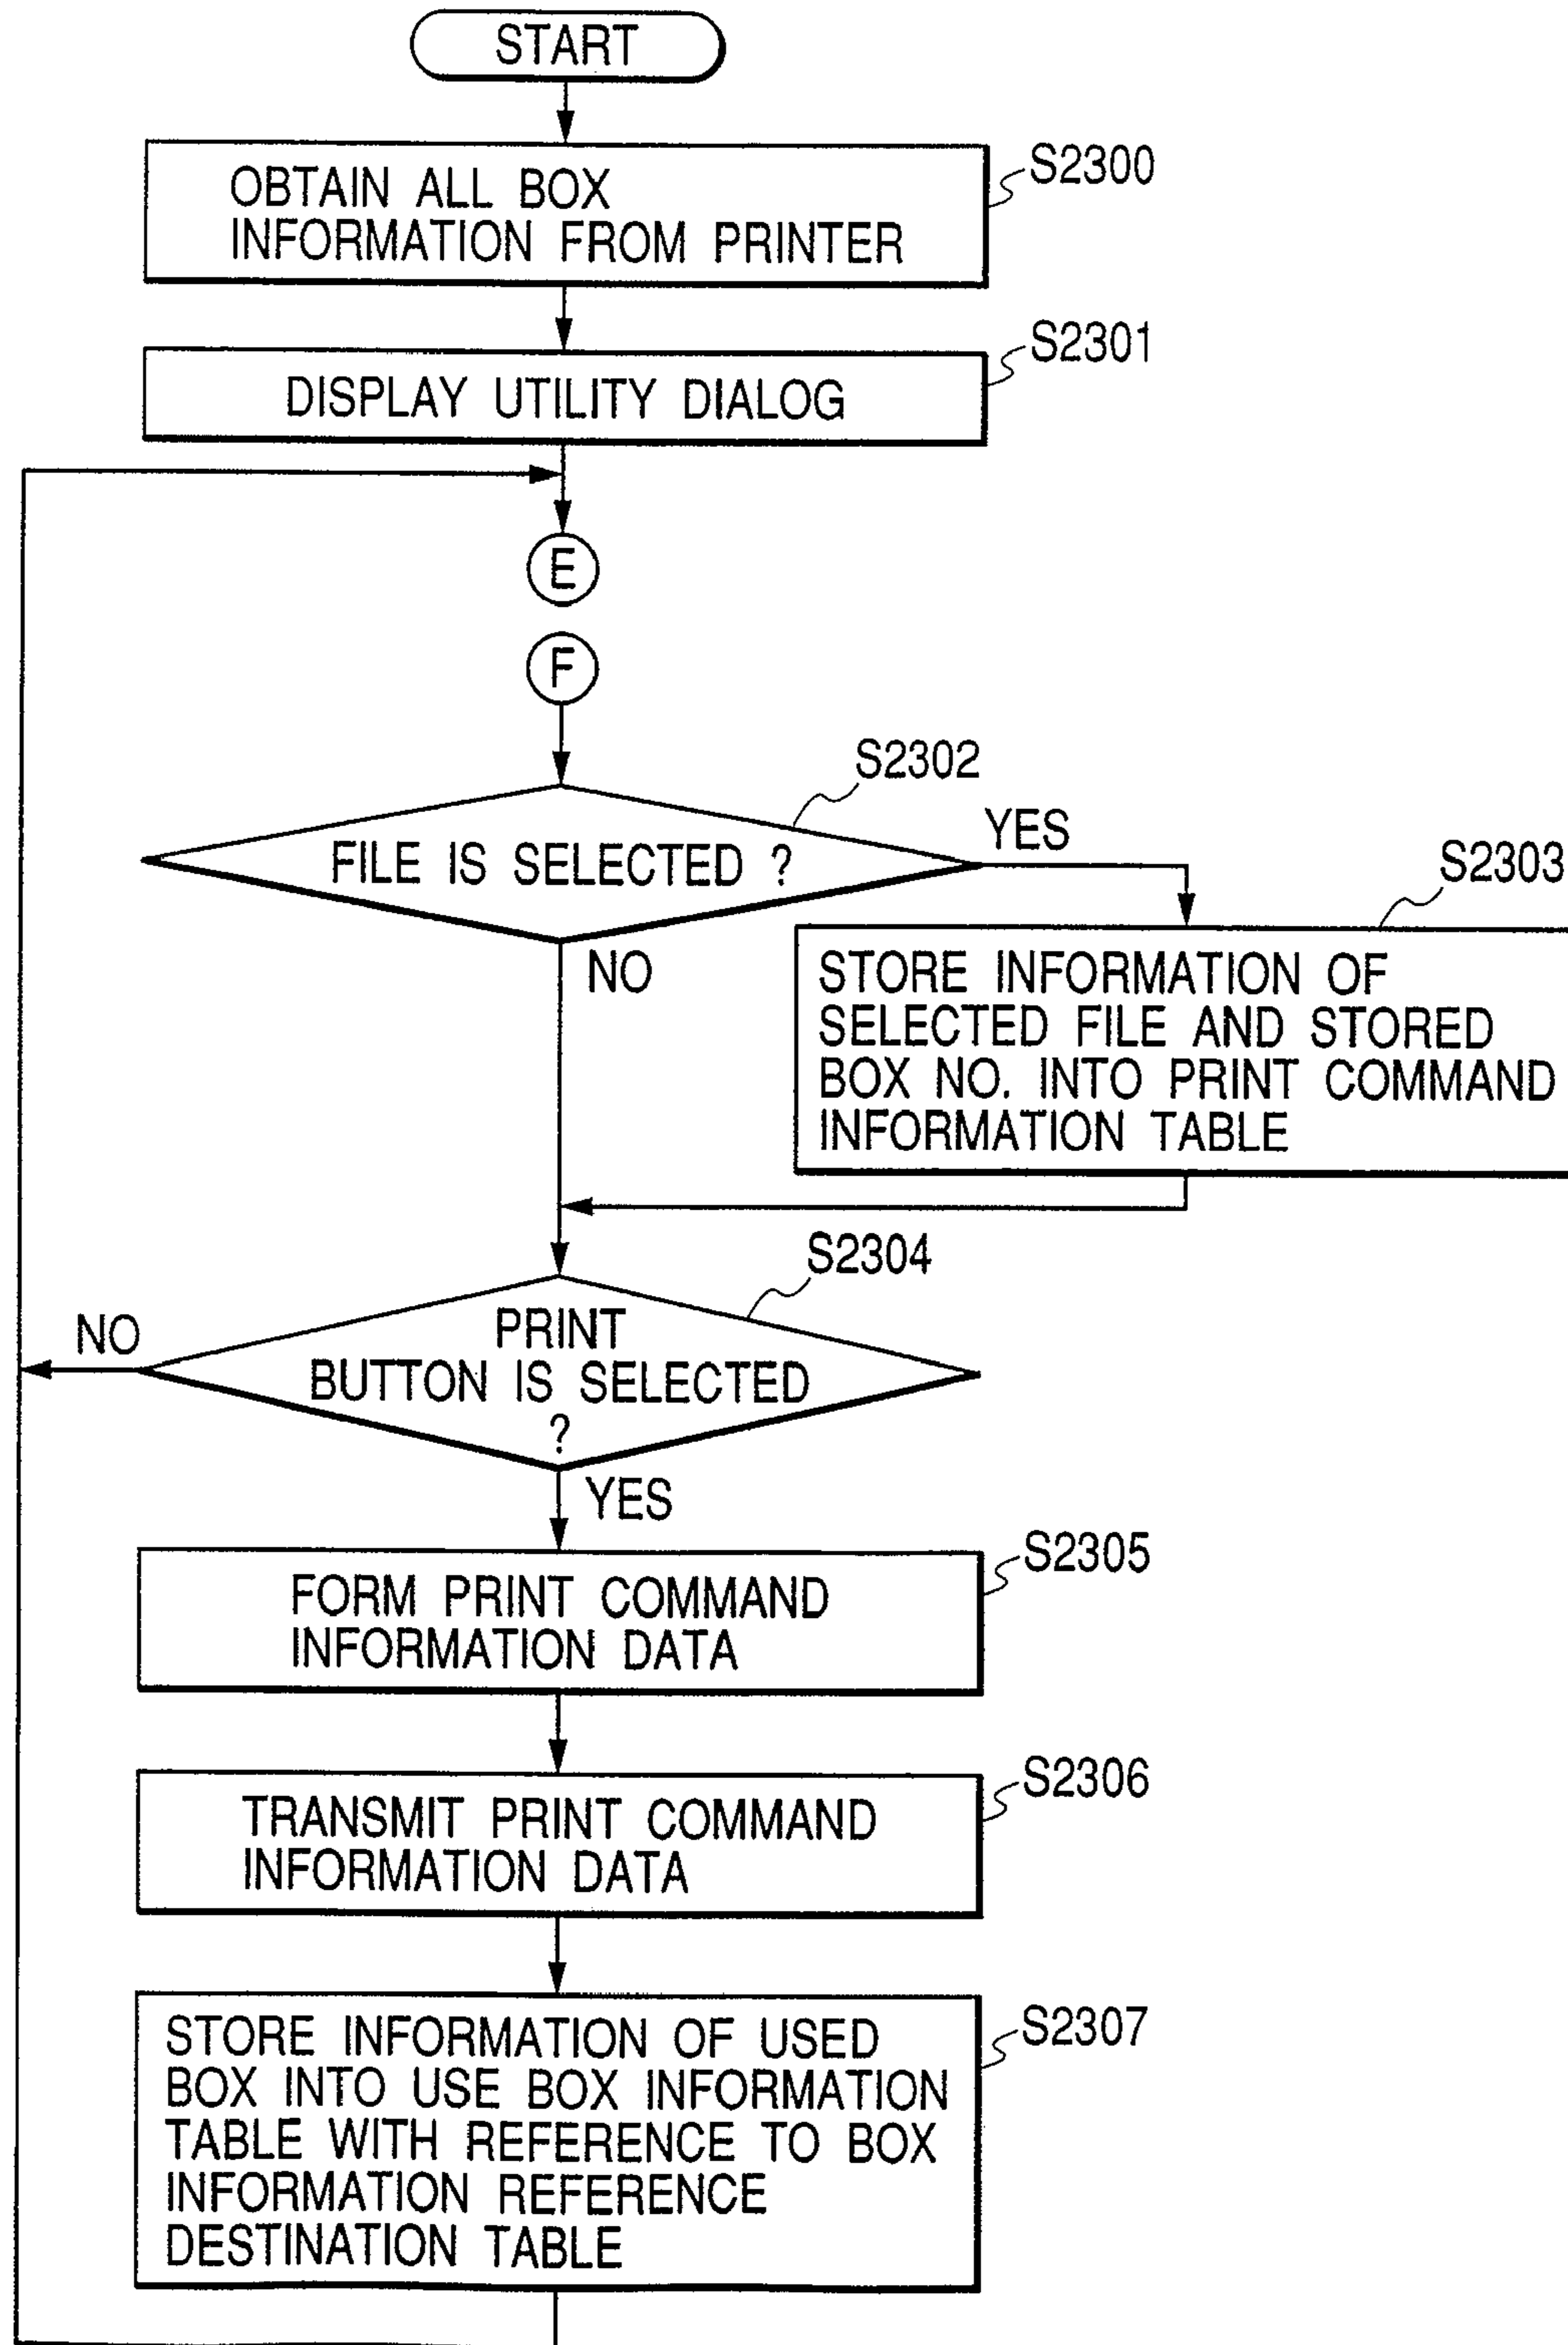 START
OBTAIN ALL BOX
INFORMATION FROM PRINTER
S2300
DISPLAY UTILITY DIALOG
S2301
E
F
S2302
FILE IS SELECTED ?
YES
NO
S2303
STORE INFORMATION OF
SELECTED FILE AND STORED
BOX NO. INTO PRINT COMMAND
INFORMATION TABLE
S2304
PRINT
BUTTON IS SELECTED
?
NO
YES
S2305
FORM PRINT COMMAND
INFORMATION DATA
S2306
TRANSMIT PRINT COMMAND
INFORMATION DATA
S2307
STORE INFORMATION OF USED
BOX INTO USE BOX INFORMATION
TABLE WITH REFERENCE TO BOX
INFORMATION REFERENCE
DESTINATION TABLE